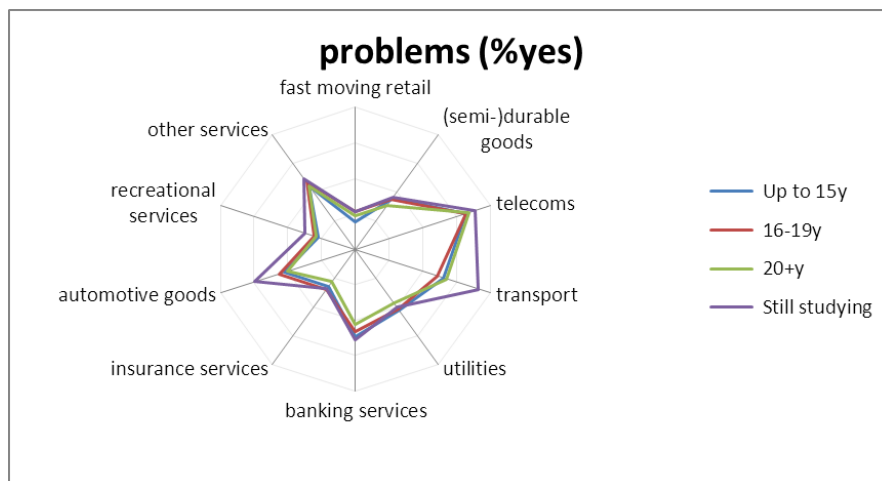 problems (%yes)
fast moving retail
(semi-)durable
goods
telecoms
transport
utilities
banking services
insurance services
automotive goods
recreational
services
other services
Up to 15y
16-19y
20+y
Still studying